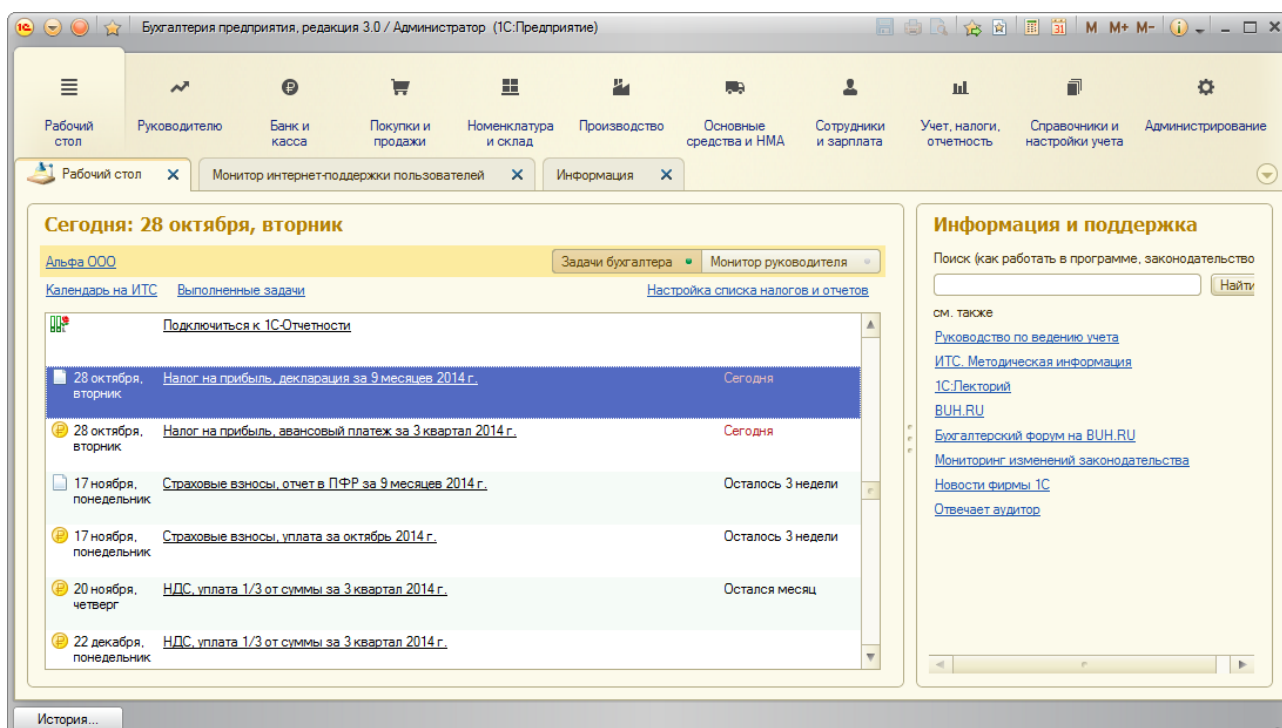 Бухгалтерия предприятия, редакция 3.0 / Администратор (1С:Предприятие)
31
M M+ M-
Рабочий стол
Руководителю
Банк и касса
Покупки и продажи
Номенклатура и склад
Производство
Основные средства и НМА
Сотрудники и зарплата
Учет, налоги, отчетность
Справочники и настройки учета
Администрирование
Рабочий стол
Монитор интернет-поддержки пользователей
Информация
Сегодня: 28 октября, вторник
Альфа ООО
Задачи бухгалтера
Монитор руководителя
Календарь на ИТС
Выполненные задачи
Настройка списка налогов и отчетов
Подключиться к 1С-Отчетности
28 октября, Налог на прибыль, декларация за 9 месяцев 2014 г. Сегодня
вторник
28 октября, Налог на прибыль, авансовый платеж за 3 квартал 2014 г. Сегодня
вторник
17 ноября, Страховые взносы, отчет в ПФР за 9 месяцев 2014 г. Осталось 3 недели
понедельник
17 ноября, Страховые взносы, уплата за октябрь 2014 г. Осталось 3 недели
понедельник
20 ноября, НДС, уплата 1/3 от суммы за 3 квартал 2014 г. Остался месяц
четверг
22 декабря, НДС, уплата 1/3 от суммы за 3 квартал 2014 г.
понедельник
Информация и поддержка
Поиск (как работать в программе, законодательство
Найти
см. также
Руководство по ведению учета
ИТС. Методическая информация
1С:Лекторий
BUH.RU
Бухгалтерский форум на BUH.RU
Мониторинг изменений законодательства
Новости фирмы 1С
Отвечает аудитор
История...